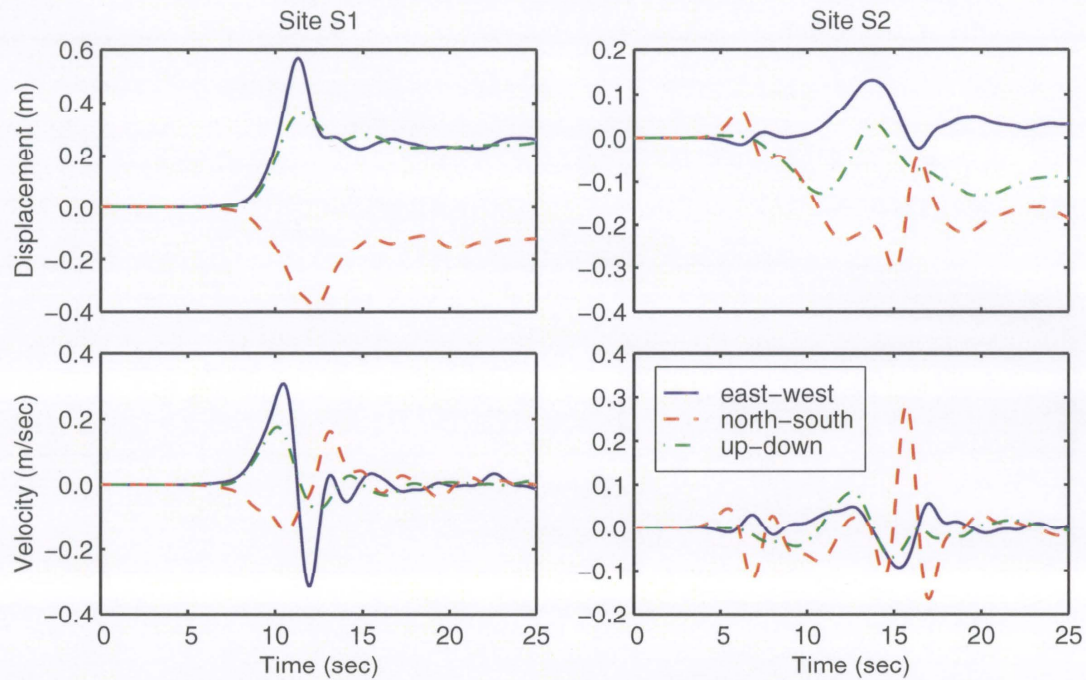 Site S1
Site S2
Displacement (m)
0.6
0.4
0.2
0.0
−0.2
−0.4
0.2
0.1
0.0
−0.1
−0.2
−0.3
−0.4
Velocity (m/sec)
0.4
0.2
0.0
−0.2
−0.4
0 5 10 15 20 25
Time (sec)
0.4
0.3
0.2
0.1
0.0
−0.1
−0.2
east−west
north−south
up−down
0 5 10 15 20 25
Time (sec)